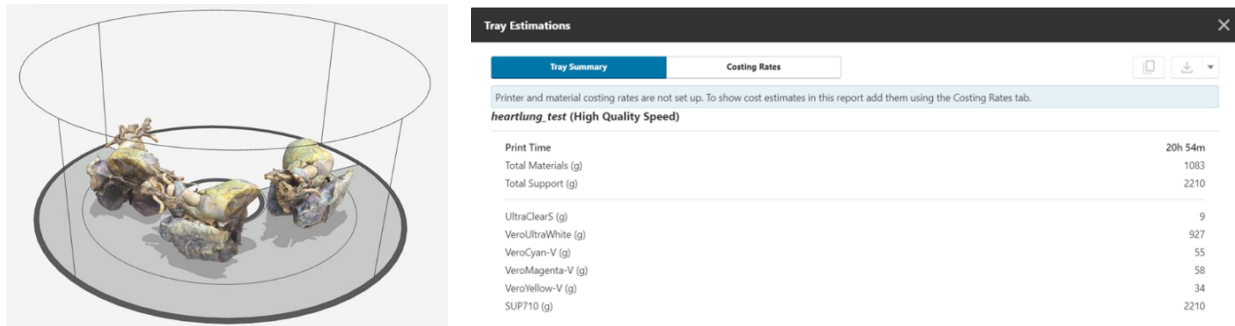 Tray Estimations
Tray Summary
Costing Rates
Printer and material costing rates are not set up. To show cost estimates in this report add them using the Costing Rates tab.
heartlung_test (High Quality Speed)
Print Time 20h 54m
Total Materials (g) 1083
Total Support (g) 2210
UltraClearS (g) 9
VeroUltraWhite (g) 927
VeroCyan-V (g) 55
VeroMagenta-V (g) 58
VeroYellow-V (g) 34
SUP710 (g) 2210